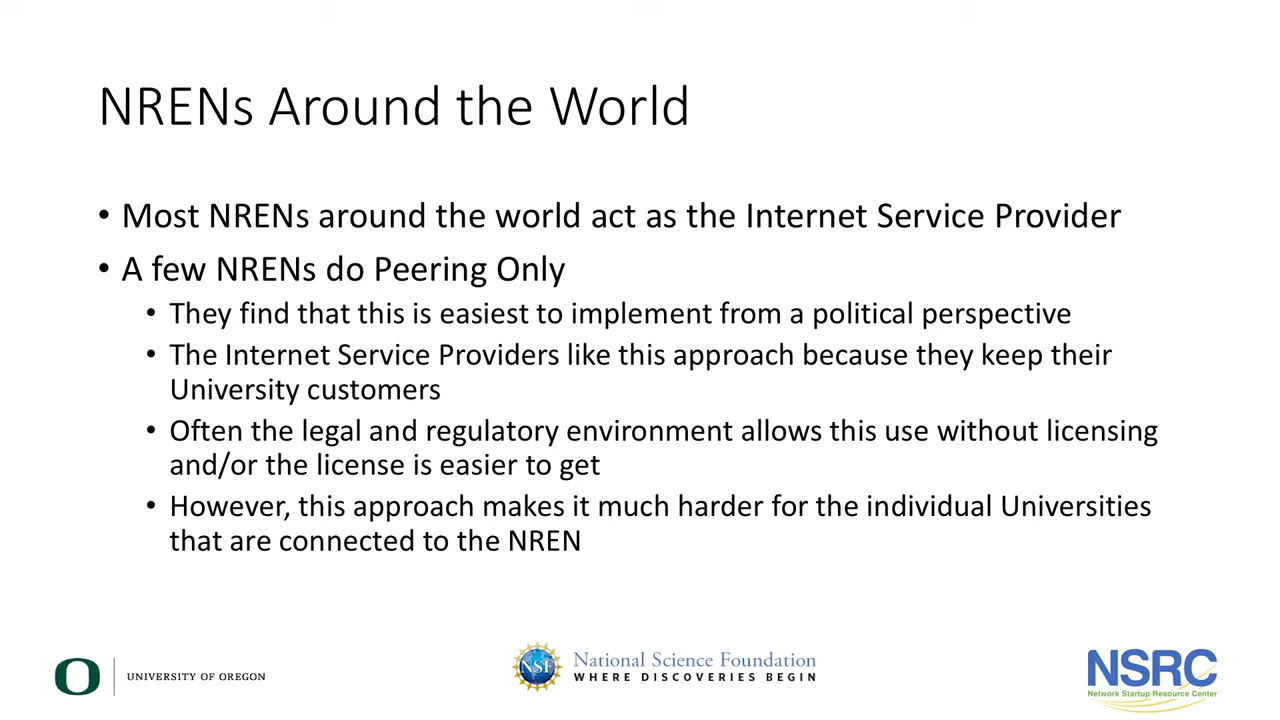 NRENs Around the World
• Most NRENs around the world act as the Internet Service Provider
• A few NRENs do Peering Only
• They find that this is easiest to implement from a political perspective
• The Internet Service Providers like this approach because they keep their
University customers
• Often the legal and regulatory environment allows this use without licensing
and/or the license is easier to get
• However, this approach makes it much harder for the individual Universities
that are connected to the NREN
O
UNIVERSITY OF OREGON
NSF
National Science Foundation
WHERE DISCOVERIES BEGIN
NSRC
Network Startup Resource Center